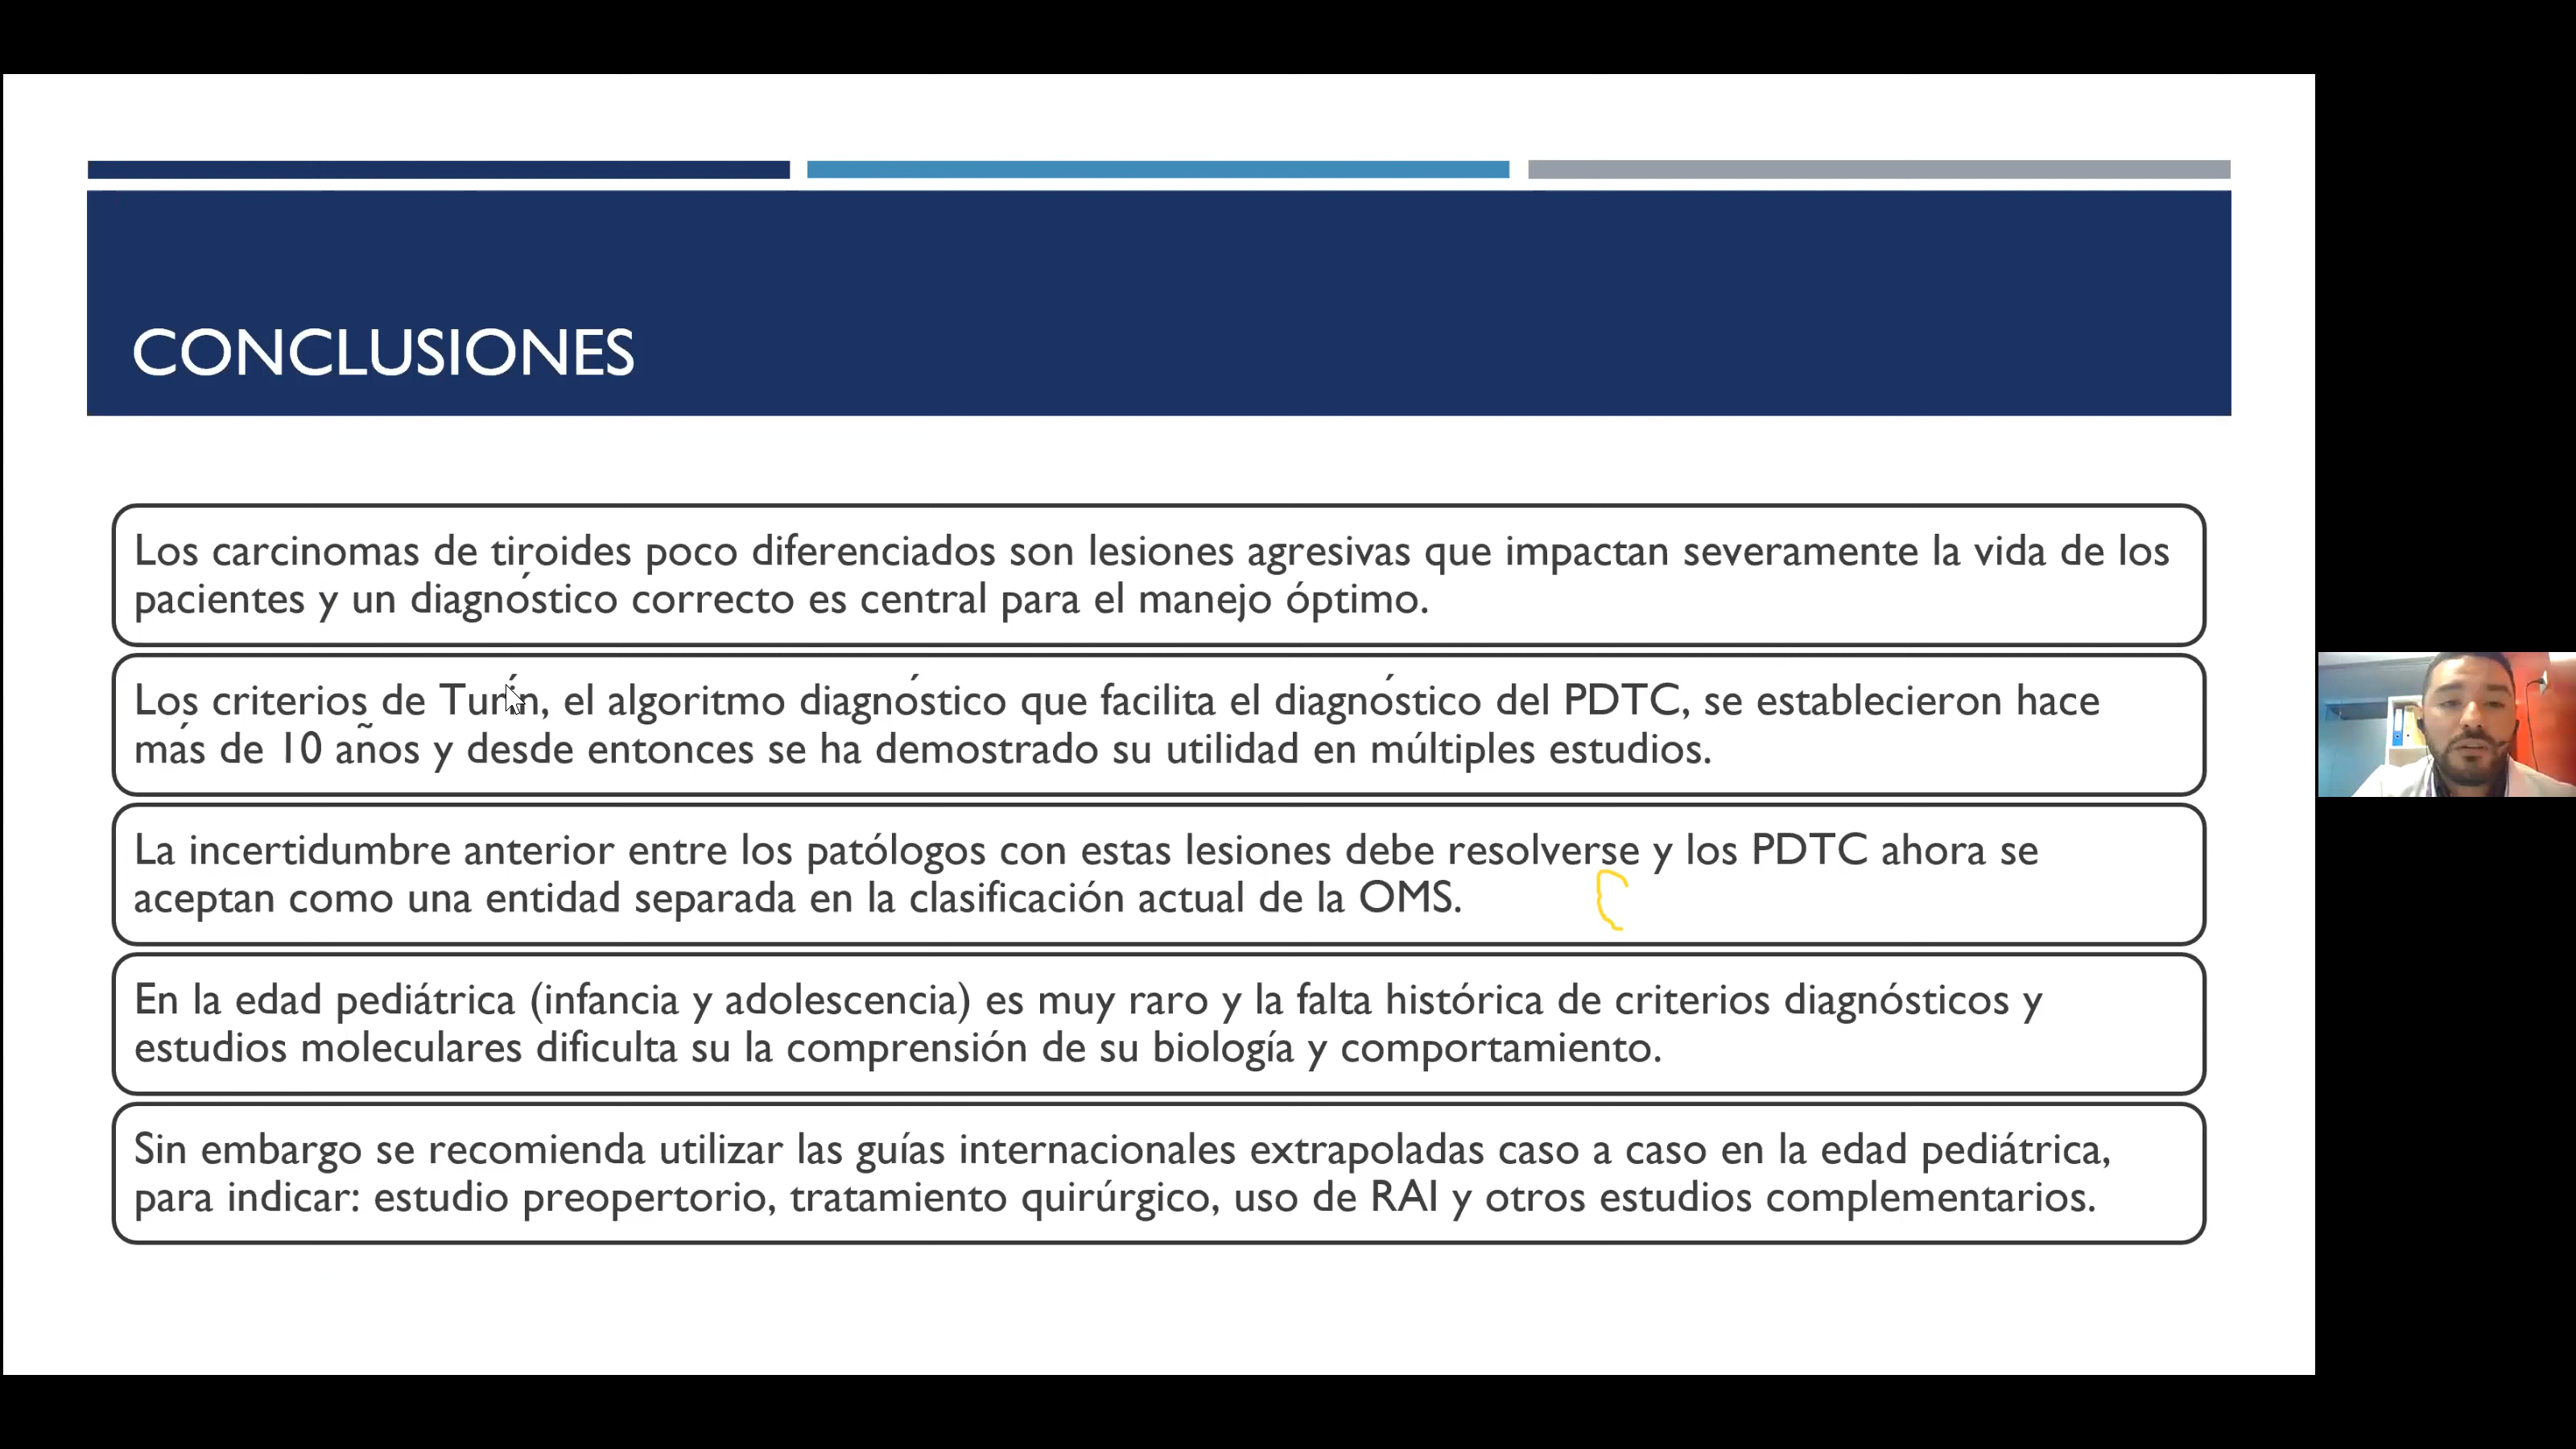 CONCLUSIONES
Los carcinomas de tiroides poco diferenciados son lesiones agresivas que impactan severamente la vida de los
pacientes y un diagnóstico correcto es central para el manejo óptimo.
Los criterios de Turín, el algoritmo diagnóstico que facilita el diagnóstico del PDTC, se establecieron hace
más de 10 años y desde entonces se ha demostrado su utilidad en múltiples estudios.
La incertidumbre anterior entre los patólogos con estas lesiones debe resolverse y los PDTC ahora se
aceptan como una entidad separada en la clasificación actual de la OMS.
En la edad pediátrica (infancia y adolescencia) es muy raro y la falta histórica de criterios diagnósticos y
estudios moleculares dificulta su la comprensión de su biología y comportamiento.
Sin embargo se recomienda utilizar las guías internacionales extrapoladas caso a caso en la edad pediátrica,
para indicar: estudio preopertorio, tratamiento quirúrgico, uso de RAI y otros estudios complementarios.